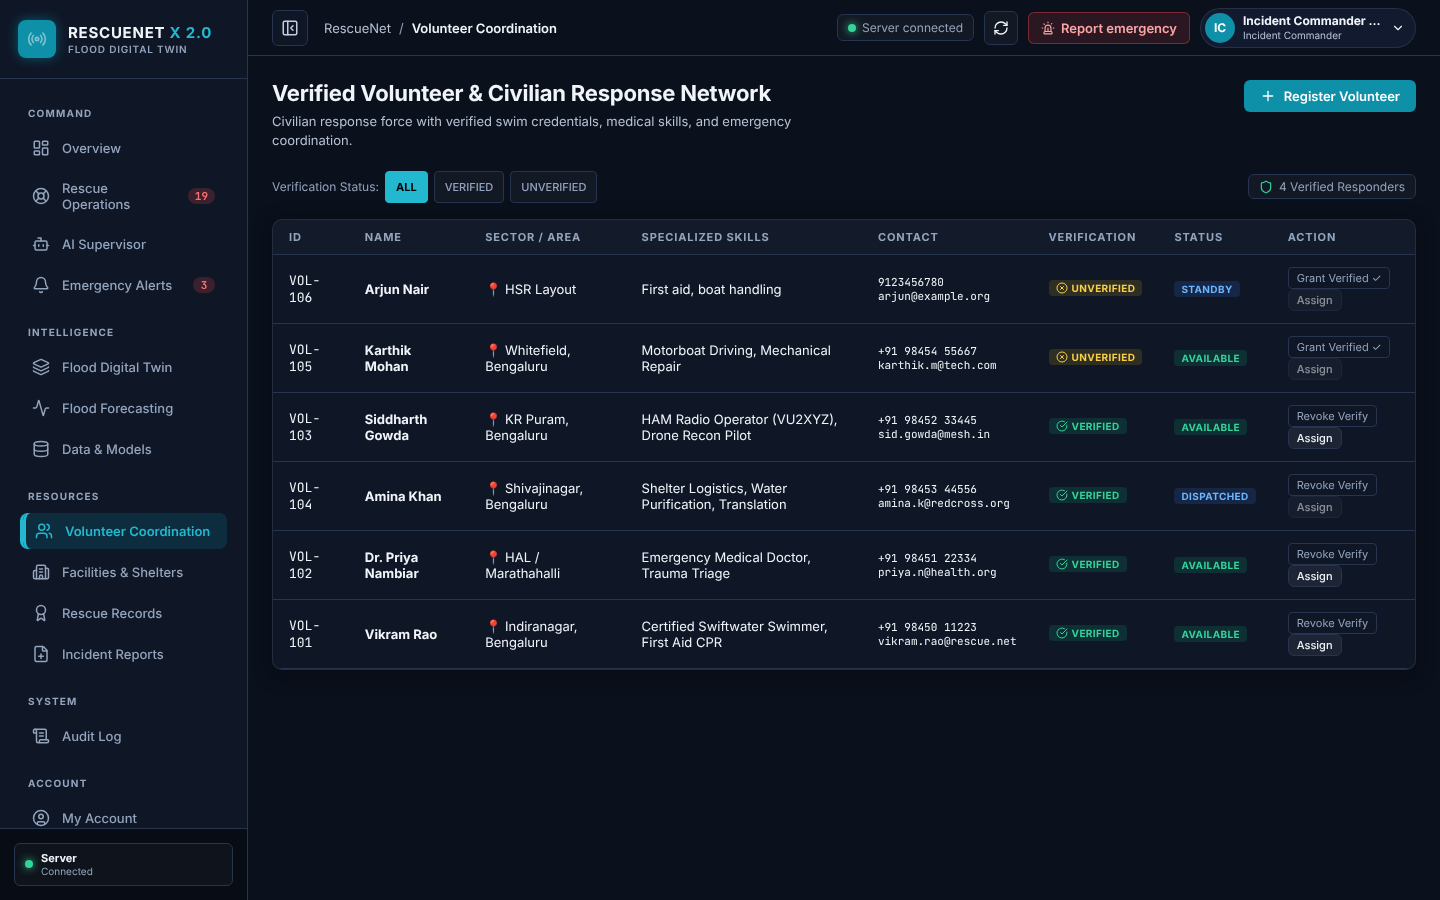 RESCUENET X 2.0
FLOOD DIGITAL TWIN
COMMAND
Overview
Rescue
Operations
19
AI Supervisor
Emergency Alerts
3
INTELLIGENCE
Flood Digital Twin
Flood Forecasting
Data & Models
RESOURCES
Volunteer Coordination
Facilities & Shelters
Rescue Records
Incident Reports
SYSTEM
Audit Log
ACCOUNT
My Account
Server
Connected
RescueNet / Volunteer Coordination
Server connected
Report emergency
IC
Incident Commander ...
Incident Commander
Verified Volunteer & Civilian Response Network
Civilian response force with verified swim credentials, medical skills, and emergency
coordination.
Register Volunteer
Verification Status: ALL VERIFIED UNVERIFIED
4 Verified Responders
ID NAME SECTOR / AREA SPECIALIZED SKILLS CONTACT VERIFICATION STATUS ACTION
VOL-
106
Arjun Nair
📍 HSR Layout
First aid, boat handling
9123456780
arjun@example.org
UNVERIFIED
STANDBY
Grant Verified ✓
Assign
VOL-
105
Karthik
Mohan
📍 Whitefield,
Bengaluru
Motorboat Driving, Mechanical
Repair
+91 98454 55667
karthik.m@tech.com
UNVERIFIED
AVAILABLE
Grant Verified ✓
Assign
VOL-
103
Siddharth
Gowda
📍 KR Puram,
Bengaluru
HAM Radio Operator (VU2XYZ),
Drone Recon Pilot
+91 98452 33445
sid.gowda@mesh.in
VERIFIED
AVAILABLE
Revoke Verify
Assign
VOL-
104
Amina Khan
📍 Shivajinagar,
Bengaluru
Shelter Logistics, Water
Purification, Translation
+91 98453 44556
amina.k@redcross.org
VERIFIED
DISPATCHED
Revoke Verify
Assign
VOL-
102
Dr. Priya
Nambiar
📍 HAL /
Marathahalli
Emergency Medical Doctor,
Trauma Triage
+91 98451 22334
priya.n@health.org
VERIFIED
AVAILABLE
Revoke Verify
Assign
VOL-
101
Vikram Rao
📍 Indiranagar,
Bengaluru
Certified Swiftwater Swimmer,
First Aid CPR
+91 98450 11223
vikram.rao@rescue.net
VERIFIED
AVAILABLE
Revoke Verify
Assign